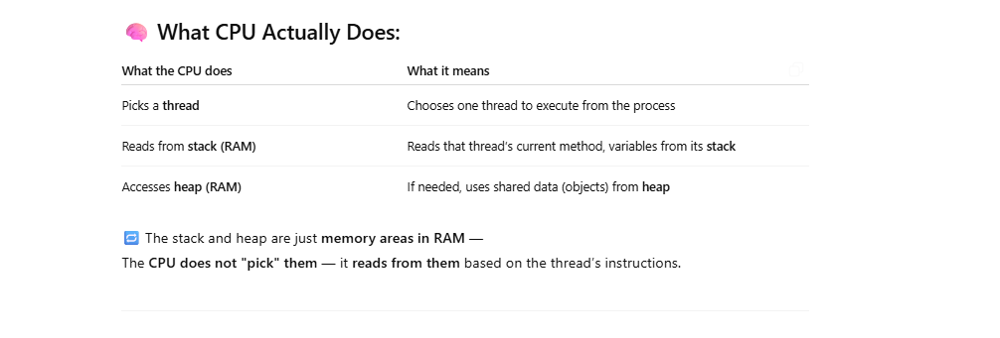 🧠 What CPU Actually Does:
What the CPU does What it means
Picks a thread Chooses one thread to execute from the process
Reads from stack (RAM) Reads that thread’s current method, variables from its stack
Accesses heap (RAM) If needed, uses shared data (objects) from heap
🔁 The stack and heap are just memory areas in RAM —
The CPU does not "pick" them — it reads from them based on the thread’s instructions.